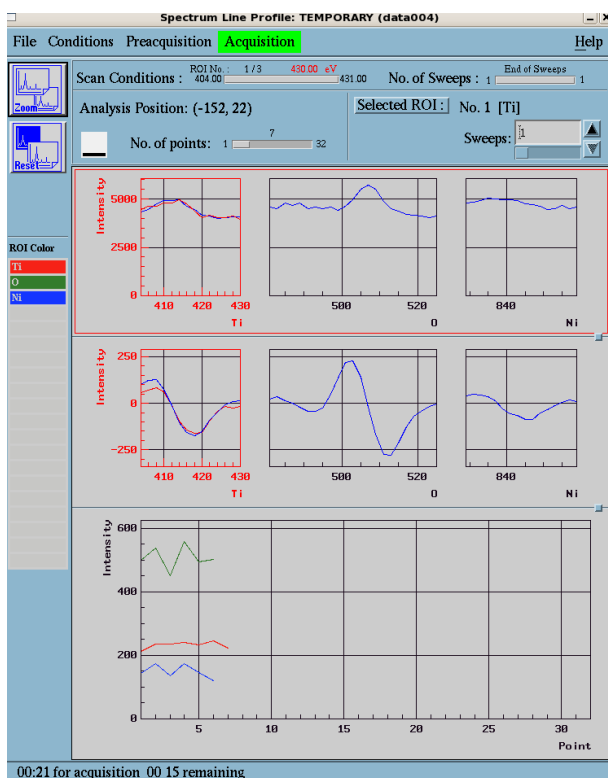 Spectrum Line Profile: TEMPORARY (data004)
File Conditions Preacquisition Acquisition Help
Zoom
Reset
Scan Conditions : ROI No. : 1/3 430.00 eV
404.00 431.00
No. of Sweeps : End of Sweeps
1 1
Analysis Position: (-152, 22)
No. of points: 1 7 32
Selected ROI : No. 1 [Ti]
Sweeps: 1
ROI Color
Ti
O
Ni
Intensity
5000
2500
0
410 420 430
Ti
500 520
O
840
Ni
Intensity
250
0
-250
410 420 430
Ti
500 520
O
840
Ni
Intensity
600
400
200
0
5 10 15 20 25 30
Point
00:21 for acquisition 00 15 remaining